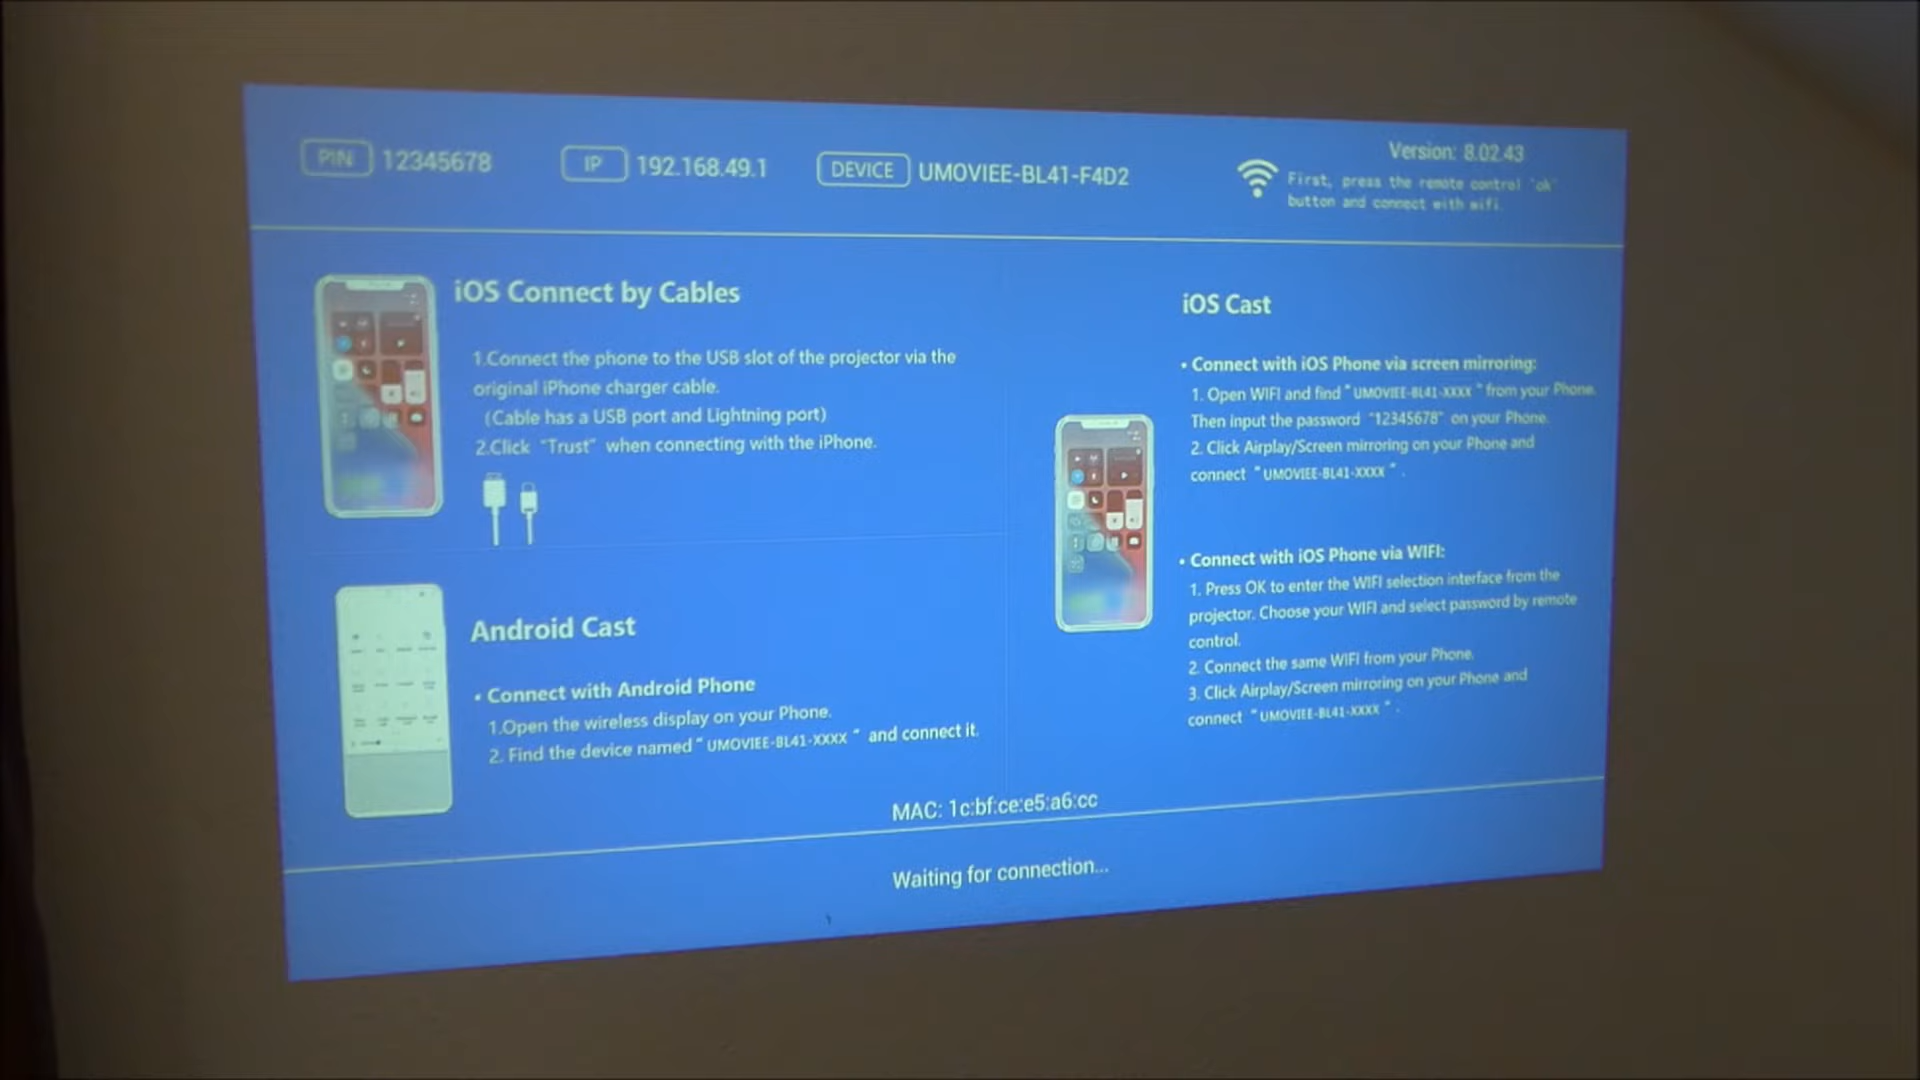 PIN 12345678 IP 192.168.49.1 DEVICE UMOVIEE-BL41-F4D2
Version: 8.02.43
First, press the remote control "ok"
button and connect with wifi.
iOS Connect by Cables
1.Connect the phone to the USB slot of the projector via the
original iPhone charger cable.
(Cable has a USB port and Lightning port)
2.Click "Trust" when connecting with the iPhone.
Android Cast
• Connect with Android Phone
1.Open the wireless display on your Phone.
2. Find the device named "UMOVIEE-BL41-XXXX" and connect it.
iOS Cast
• Connect with iOS Phone via screen mirroring:
1. Open WIFI and find "UMOVIEE-BL41-XXXX" from your Phone.
Then input the password "12345678" on your Phone.
2. Click Airplay/Screen mirroring on your Phone and
connect "UMOVIEE-BL41-XXXX".
• Connect with iOS Phone via WIFI:
1. Press OK to enter the WIFI selection interface from the
projector. Choose your WIFI and select password by remote
control.
2. Connect the same WIFI from your Phone.
3. Click Airplay/Screen mirroring on your Phone and
connect "UMOVIEE-BL41-XXXX".
MAC: 1c:bf:ce:e5:a6:cc
Waiting for connection...